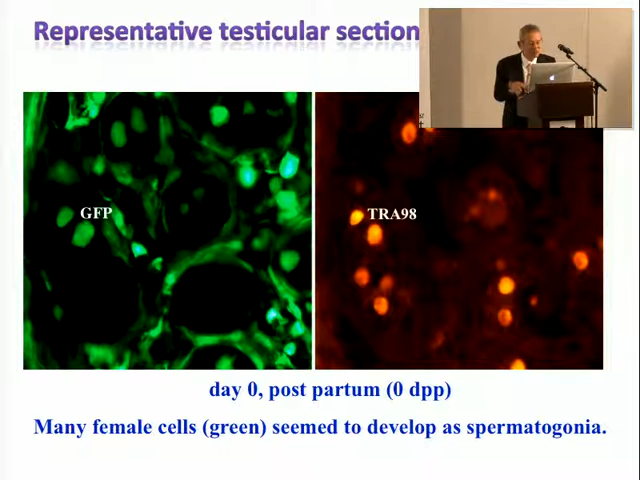 Representative testicular section
GFP
TRA98
day 0, post partum (0 dpp)
Many female cells (green) seemed to develop as spermatogonia.